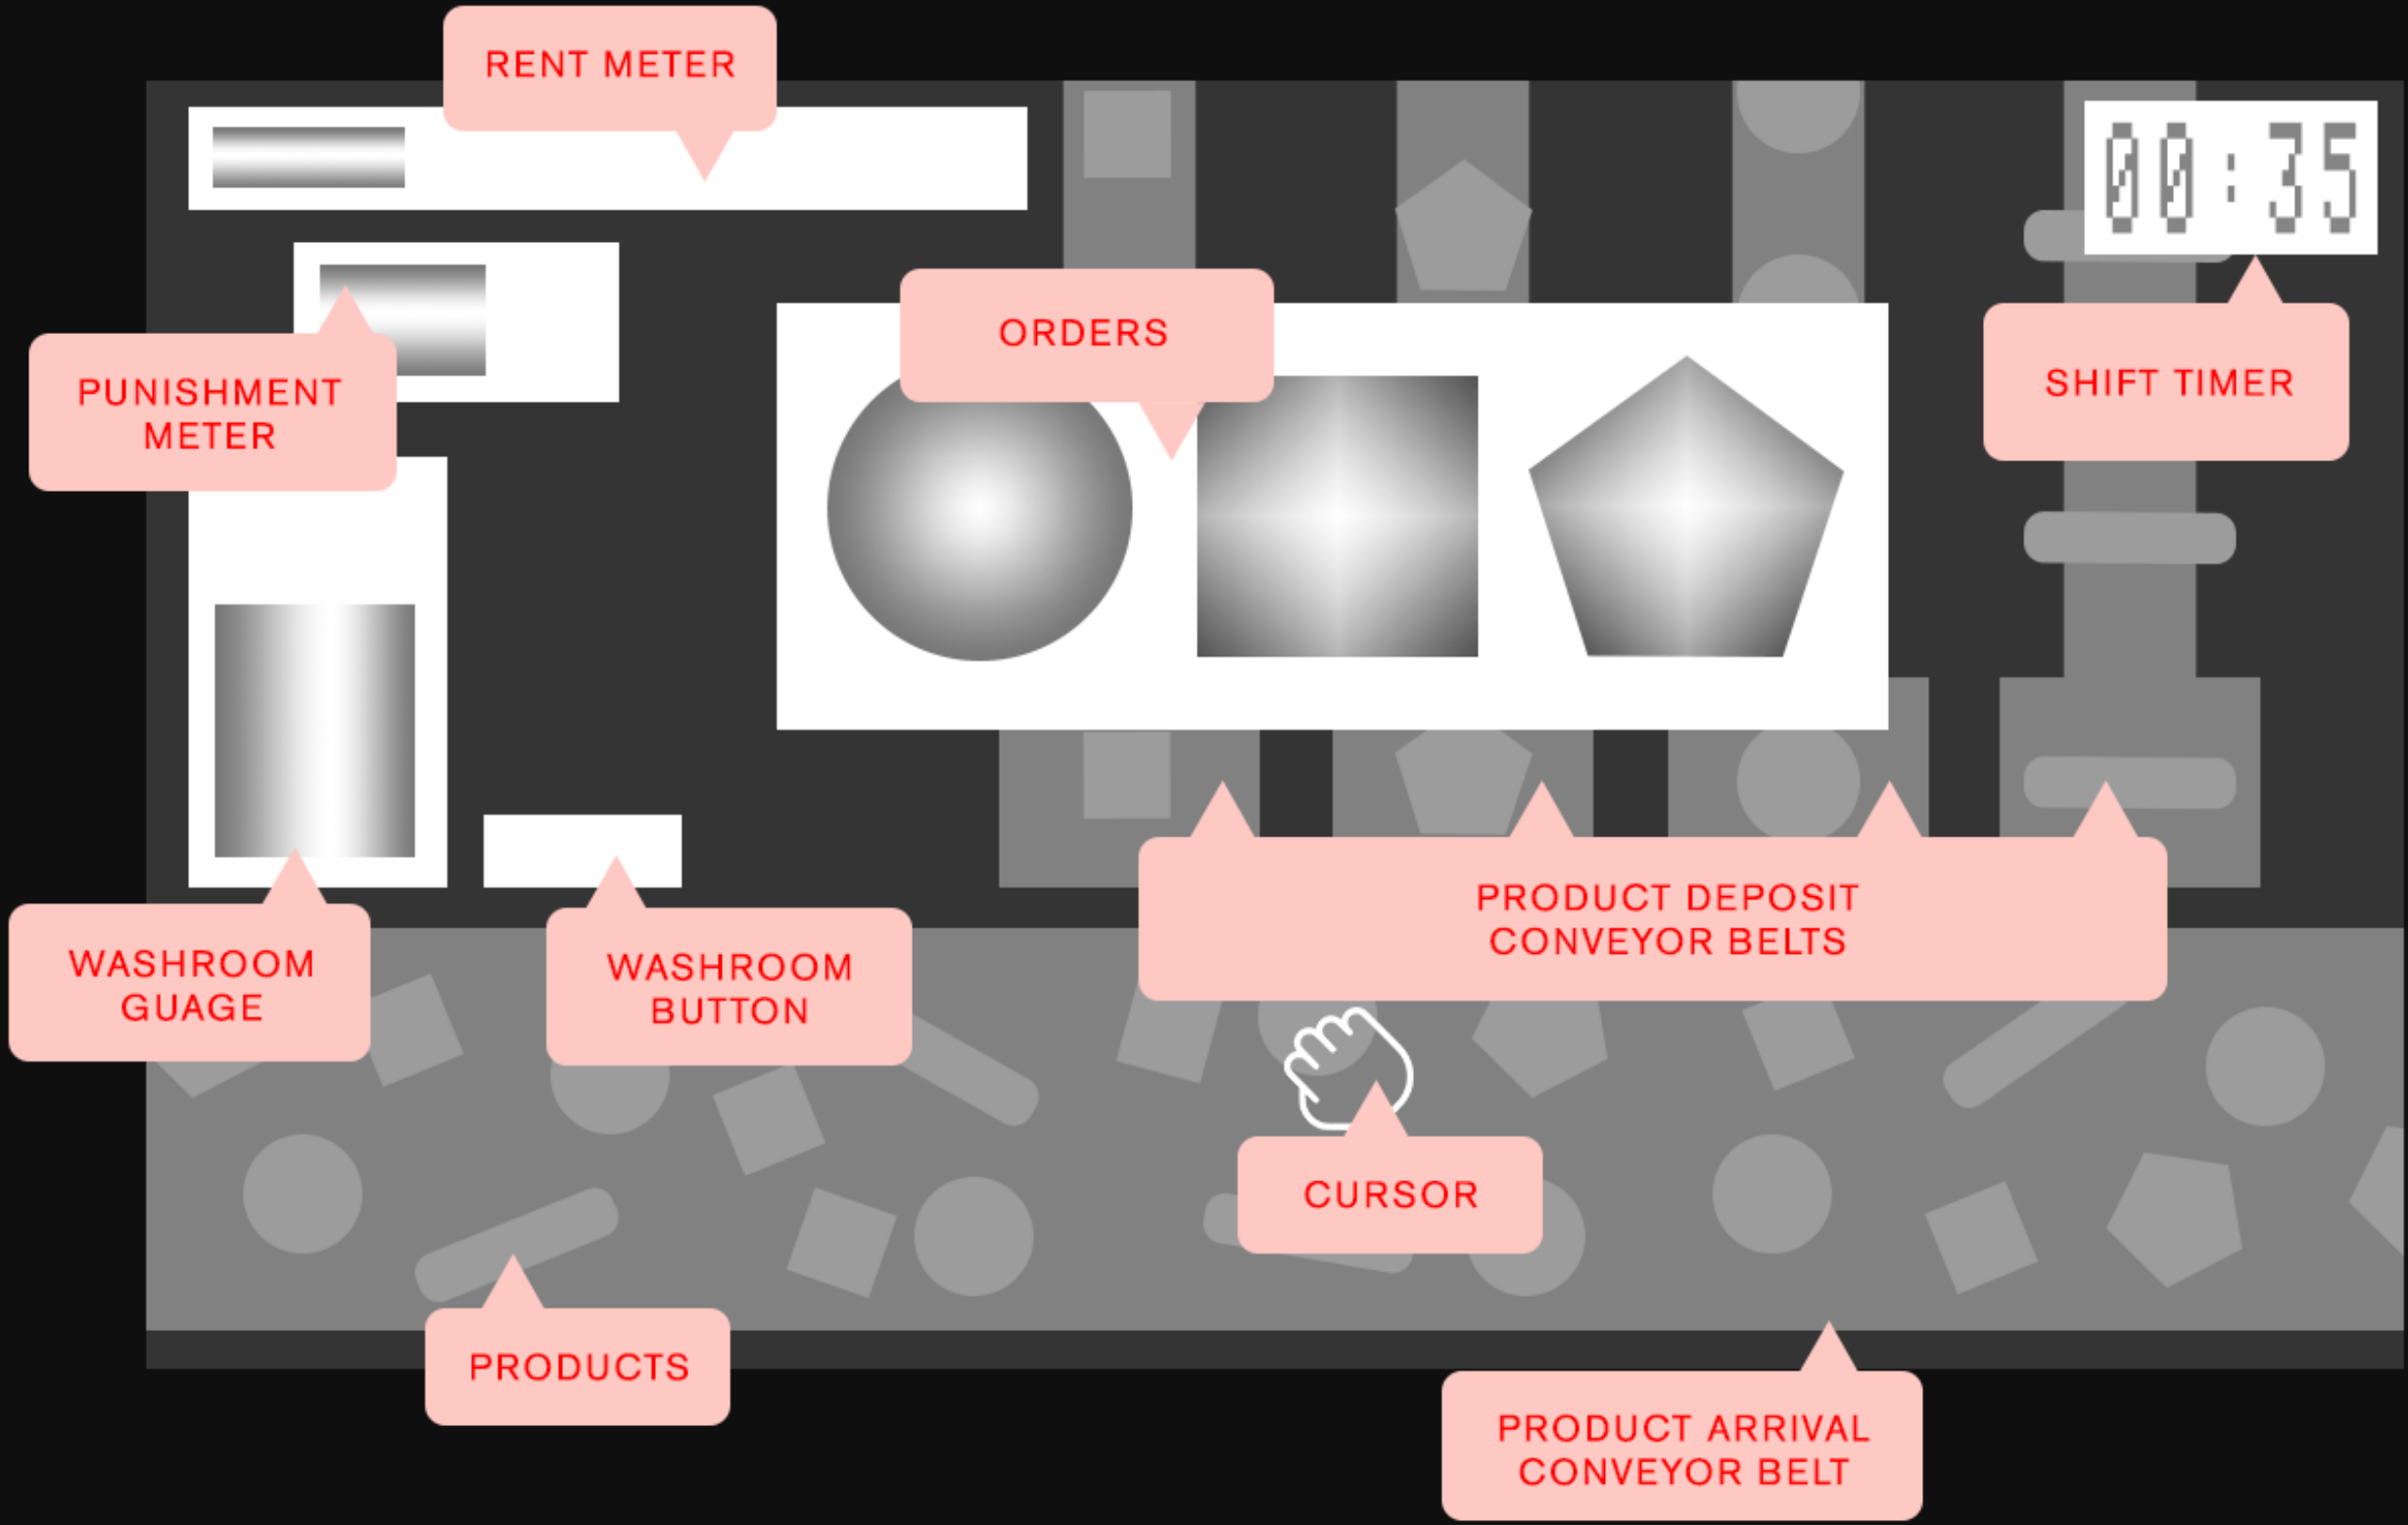 RENT METER
00:35
ORDERS
SHIFT TIMER
PUNISHMENT
METER
PRODUCT DEPOSIT
CONVEYOR BELTS
WASHROOM
GUAGE
WASHROOM
BUTTON
CURSOR
PRODUCTS
PRODUCT ARRIVAL
CONVEYOR BELT